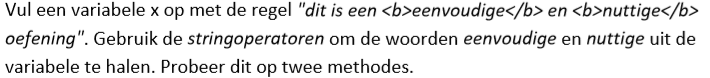 Vul een variabele x op met de regel "dit is een <b>eenvoudige</b> en <b>nuttige</b>
oefening". Gebruik de stringoperatoren om de woorden eenvoudige en nuttige uit de
variabele te halen. Probeer dit op twee methodes.